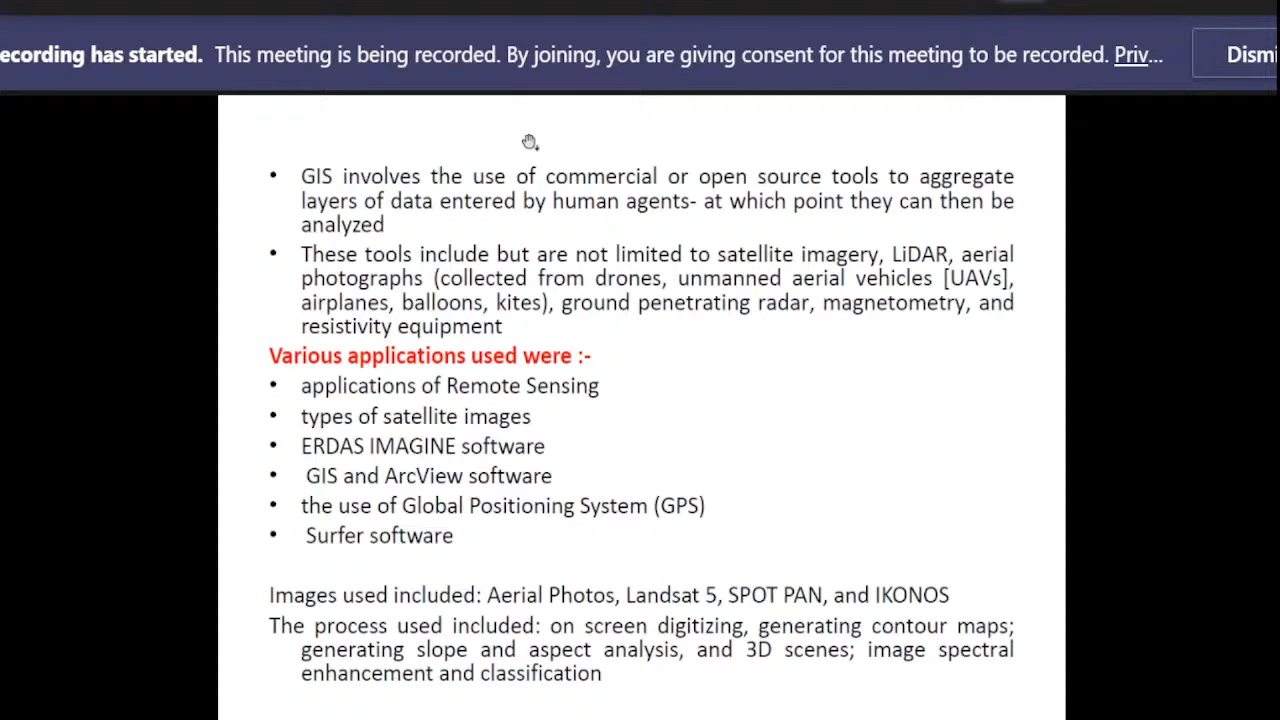 ecording has started. This meeting is being recorded. By joining, you are giving consent for this meeting to be recorded. Priv... Dismi
• GIS involves the use of commercial or open source tools to aggregate
layers of data entered by human agents- at which point they can then be
analyzed
• These tools include but are not limited to satellite imagery, LiDAR, aerial
photographs (collected from drones, unmanned aerial vehicles [UAVs],
airplanes, balloons, kites), ground penetrating radar, magnetometry, and
resistivity equipment
Various applications used were :-
• applications of Remote Sensing
• types of satellite images
• ERDAS IMAGINE software
• GIS and ArcView software
• the use of Global Positioning System (GPS)
• Surfer software
Images used included: Aerial Photos, Landsat 5, SPOT PAN, and IKONOS
The process used included: on screen digitizing, generating contour maps;
generating slope and aspect analysis, and 3D scenes; image spectral
enhancement and classification